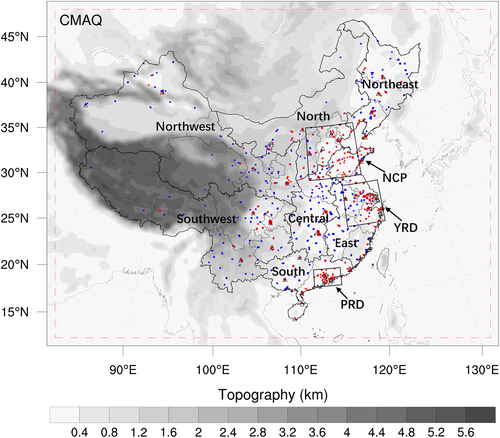 CMAQ
45°N
40°N
35°N
30°N
25°N
20°N
15°N
Northeast
North
Northwest
NCP
Southwest
Central
YRD
East
South
PRD
90°E 100°E 110°E 120°E 130°E
Topography (km)
0.4 0.8 1.2 1.6 2 2.4 2.8 3.2 3.6 4 4.4 4.8 5.2 5.6